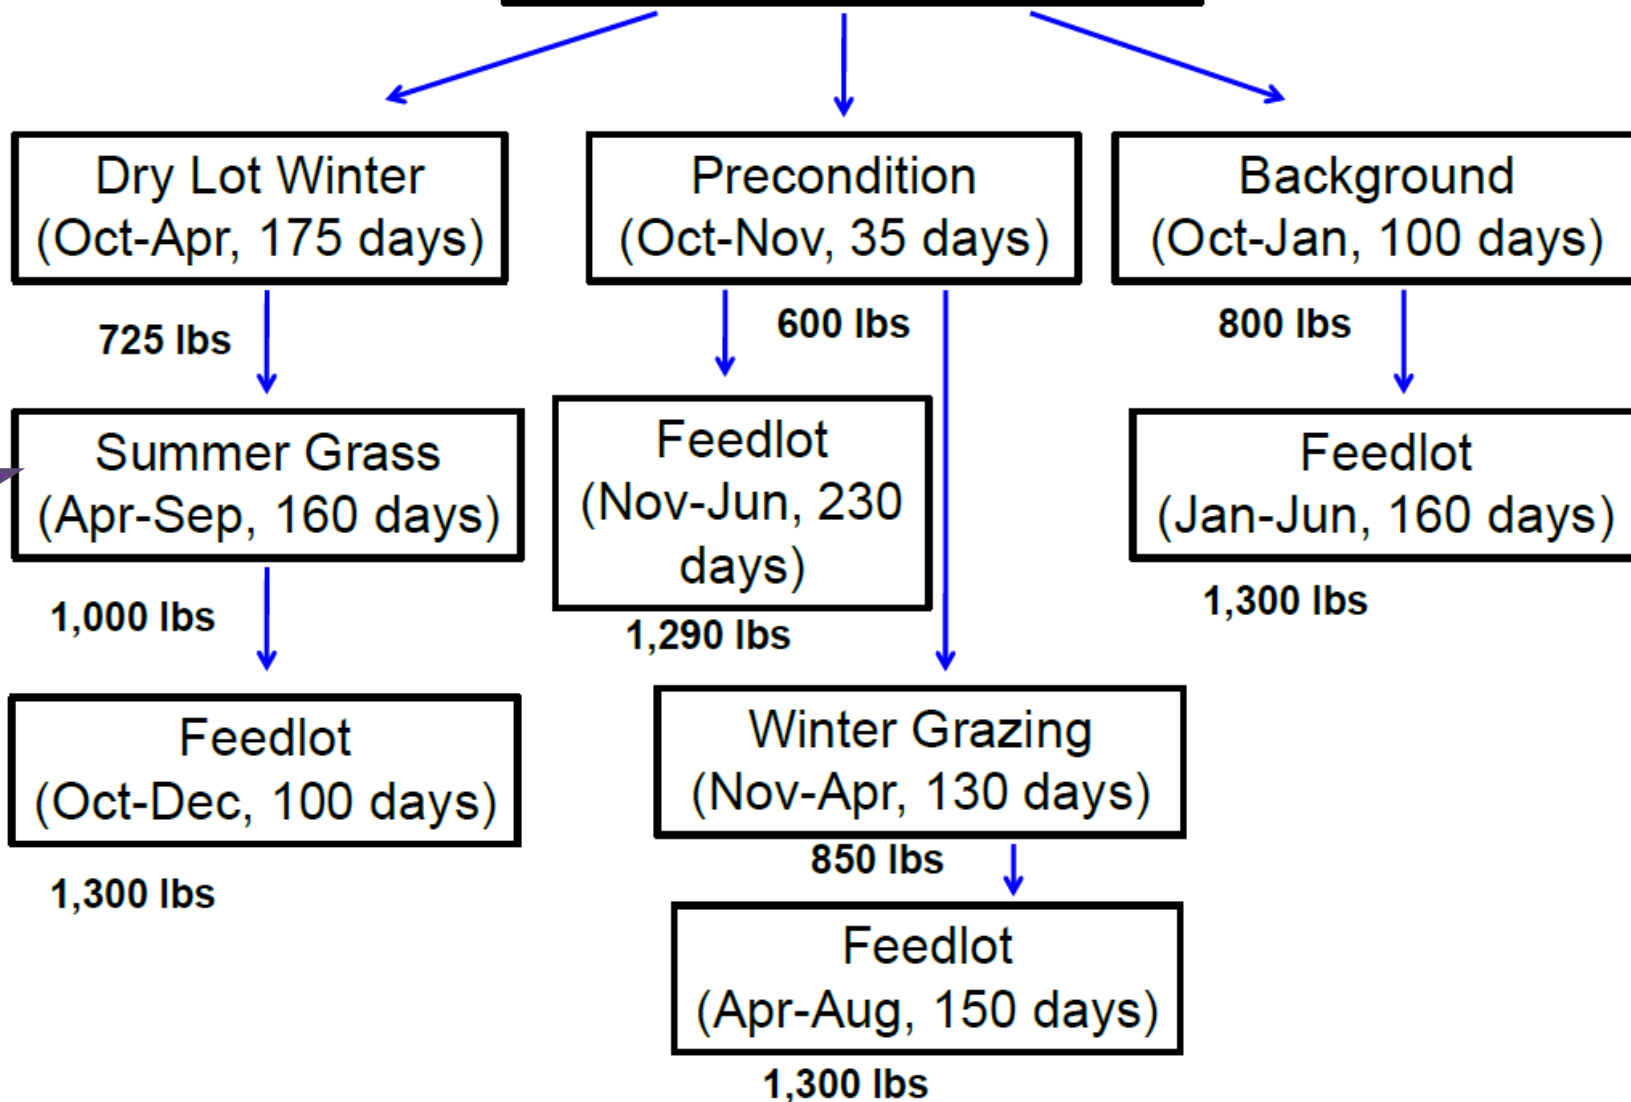 Dry Lot Winter
(Oct-Apr, 175 days)
Precondition
(Oct-Nov, 35 days)
Background
(Oct-Jan, 100 days)
725 lbs
600 lbs
800 lbs
Summer Grass
(Apr-Sep, 160 days)
Feedlot
(Nov-Jun, 230
days)
Feedlot
(Jan-Jun, 160 days)
1,000 lbs
1,290 lbs
1,300 lbs
Feedlot
(Oct-Dec, 100 days)
Winter Grazing
(Nov-Apr, 130 days)
1,300 lbs
850 lbs
Feedlot
(Apr-Aug, 150 days)
1,300 lbs